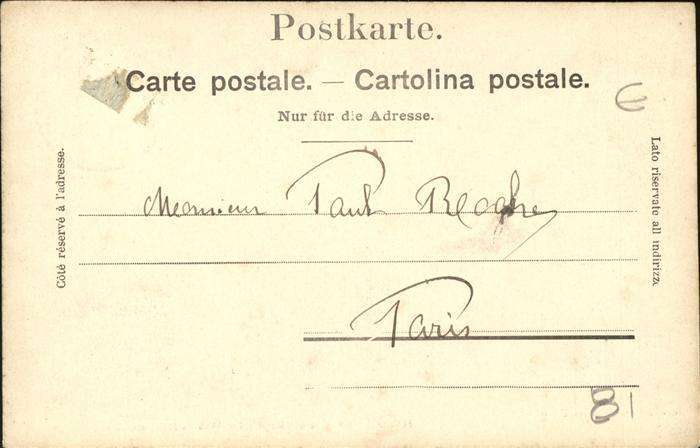 Postkarte.
Carte postale. — Cartolina postale.
Nur für die Adresse.
Côté réservé à l'adresse.
Lato riservato all indirizzo
Monsieur Paul
Paris
81